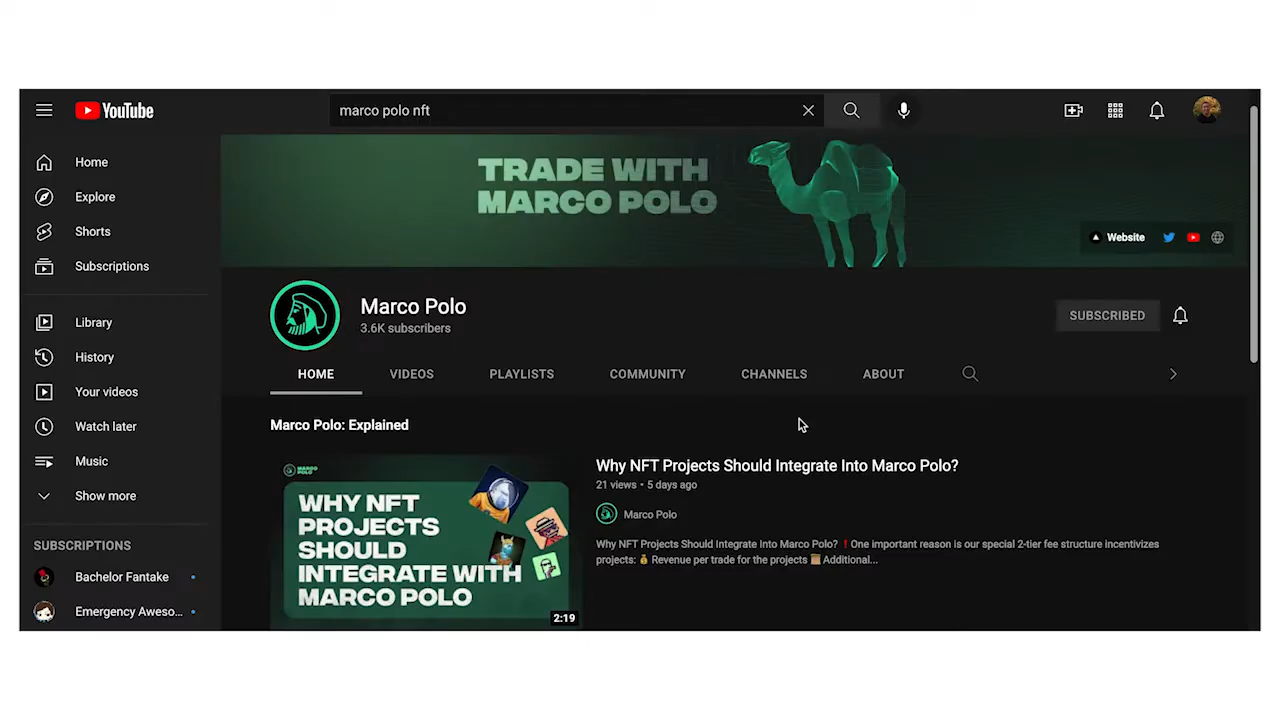 YouTube
marco polo nft
Home
Explore
Shorts
Subscriptions
Library
History
Your videos
Watch later
Music
Show more
SUBSCRIPTIONS
Bachelor Fantake
Emergency Aweso...
TRADE WITH
MARCO POLO
Website
Marco Polo
3.6K subscribers
SUBSCRIBED
HOME
VIDEOS
PLAYLISTS
COMMUNITY
CHANNELS
ABOUT
Marco Polo: Explained
MARCO
POLO
WHY NFT
PROJECTS
SHOULD
INTEGRATE WITH
MARCO POLO
2:19
Why NFT Projects Should Integrate Into Marco Polo?
21 views • 5 days ago
Marco Polo
Why NFT Projects Should Integrate Into Marco Polo? ❗One important reason is our special 2-tier fee structure incentivizes
projects: 💰 Revenue per trade for the projects 🧮 Additional...